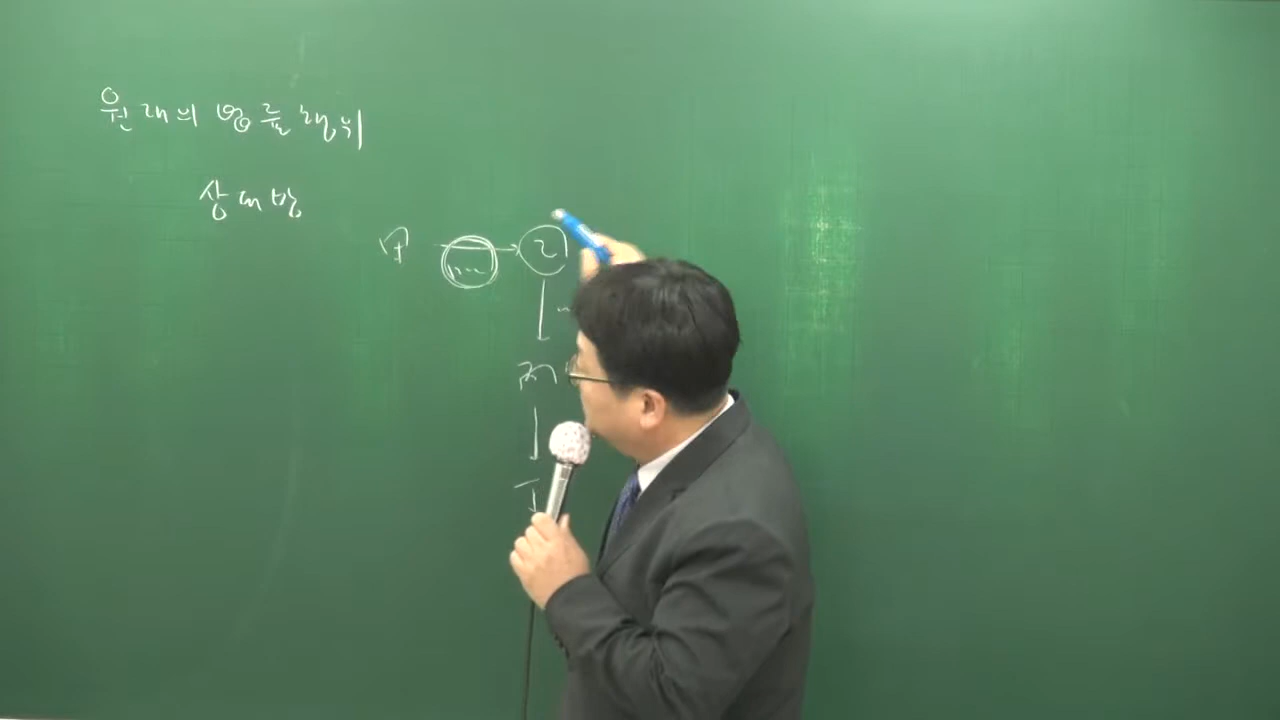 원래의 법률행위
상대방
甲 乙
丙
丁